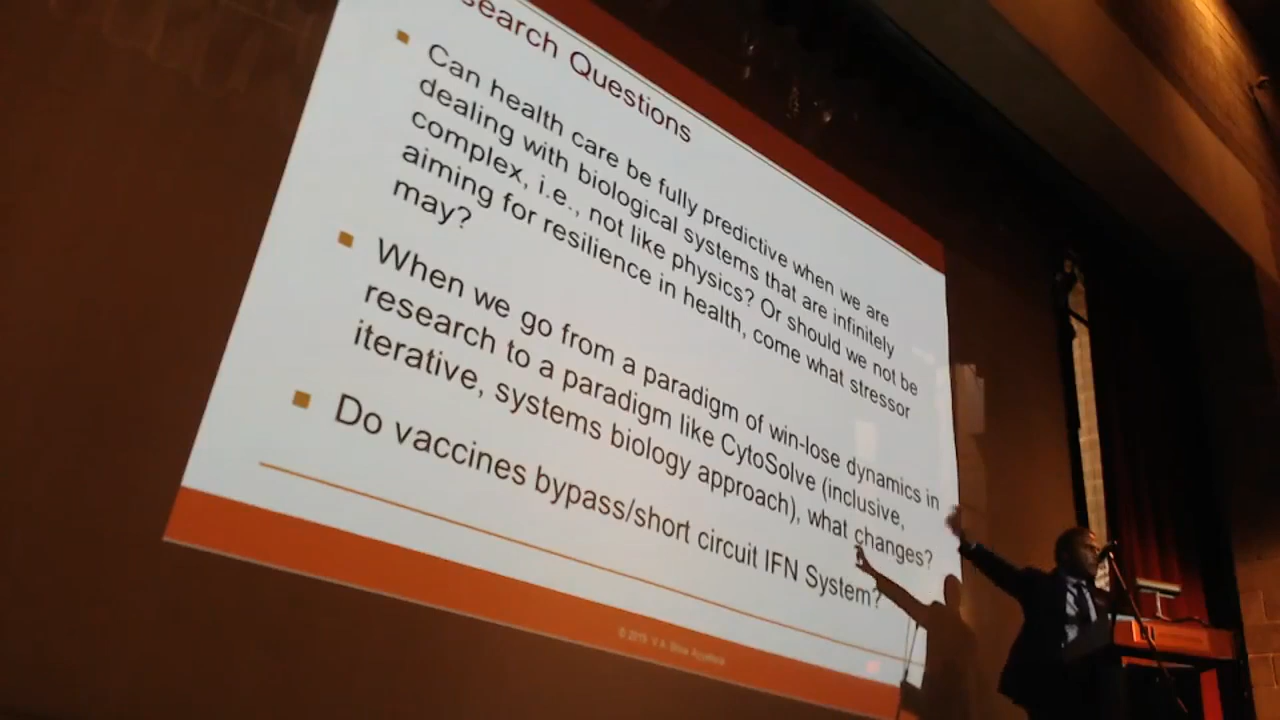 search Questions
Can health care be fully predictive when we are
dealing with biological systems that are infinitely
complex, i.e., not like physics? Or should we not be
aiming for resilience in health, come what stressor
may?
When we go from a paradigm of win-lose dynamics in
research to a paradigm like CytoSolve (inclusive,
iterative, systems biology approach), what changes?
Do vaccines bypass/short circuit IFN System?